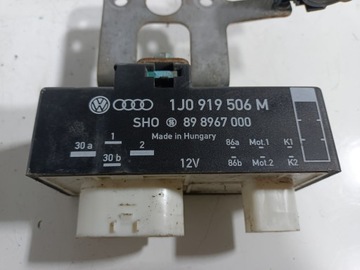 1J0 919 506 M
SHO S 89 8967 000
Made in Hungary
1
30 a 2 86a Mot.1 K1
30 b 12V 86b Mot.2 K2